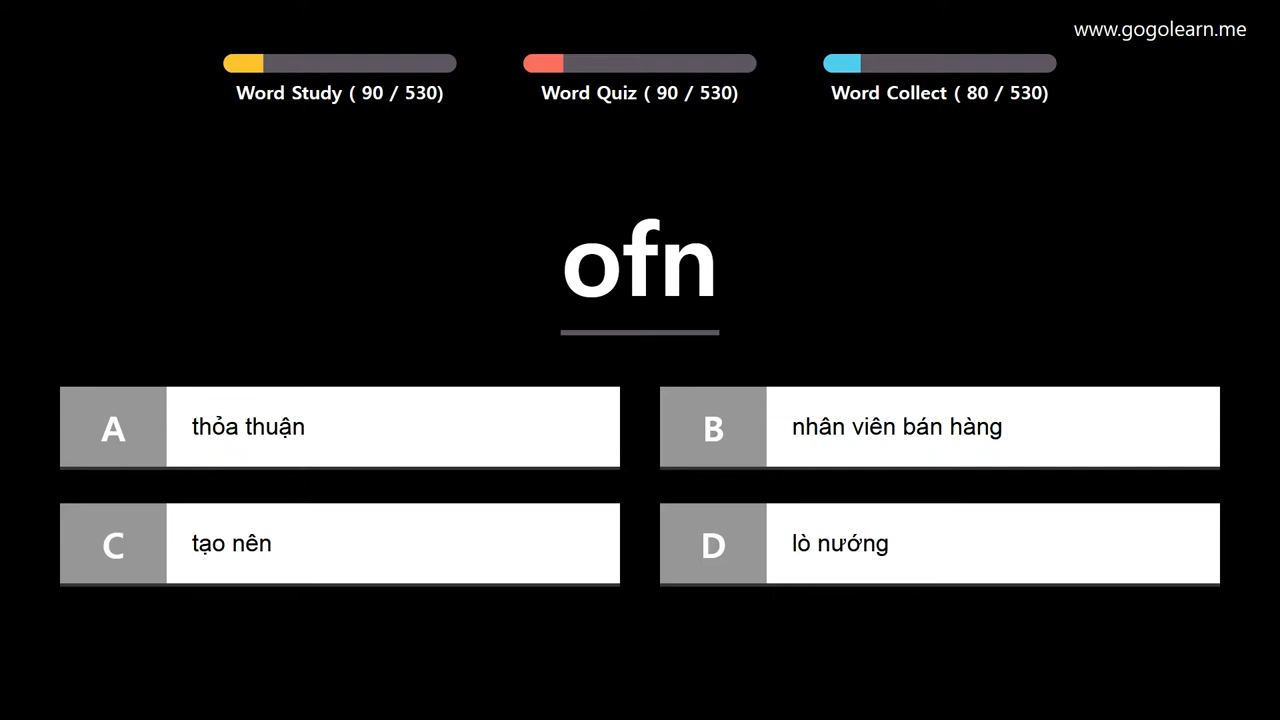 www.gogolearn.me
Word Study ( 90 / 530)
Word Quiz ( 90 / 530)
Word Collect ( 80 / 530)
ofn
A
thỏa thuận
B
nhân viên bán hàng
C
tạo nên
D
lò nướng